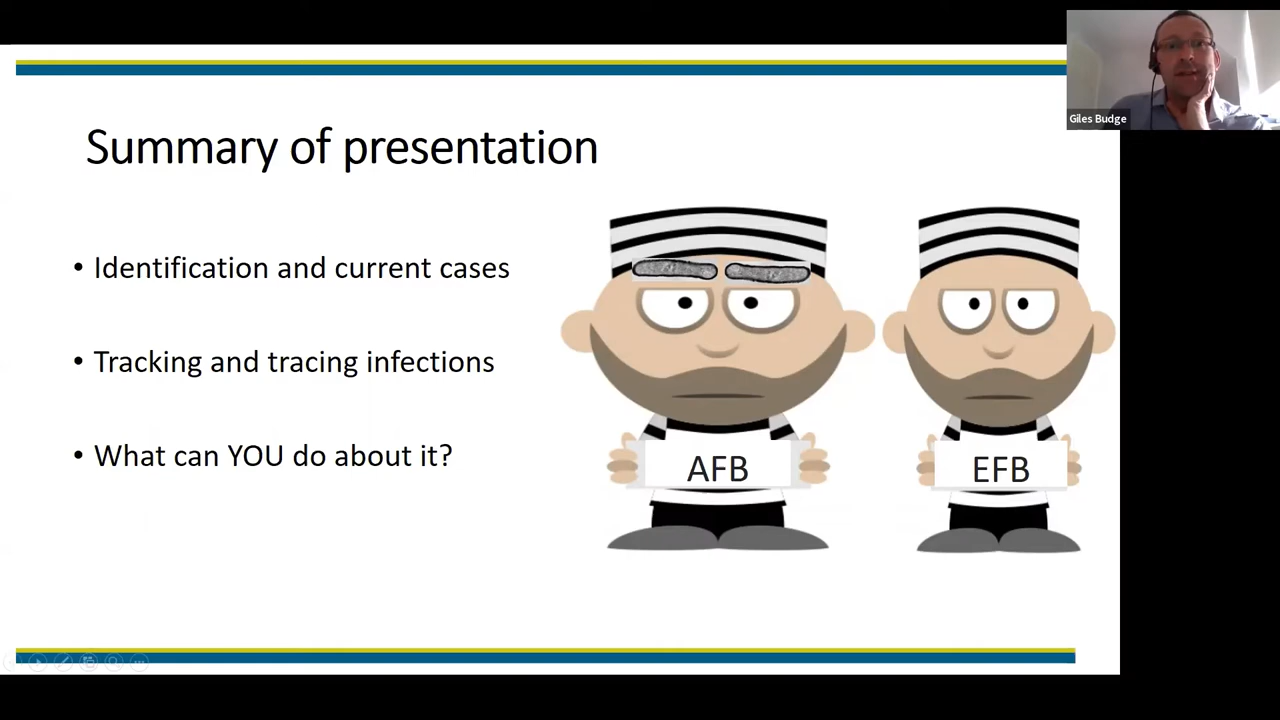 Giles Budge
Summary of presentation
• Identification and current cases
• Tracking and tracing infections
• What can YOU do about it?
AFB
EFB